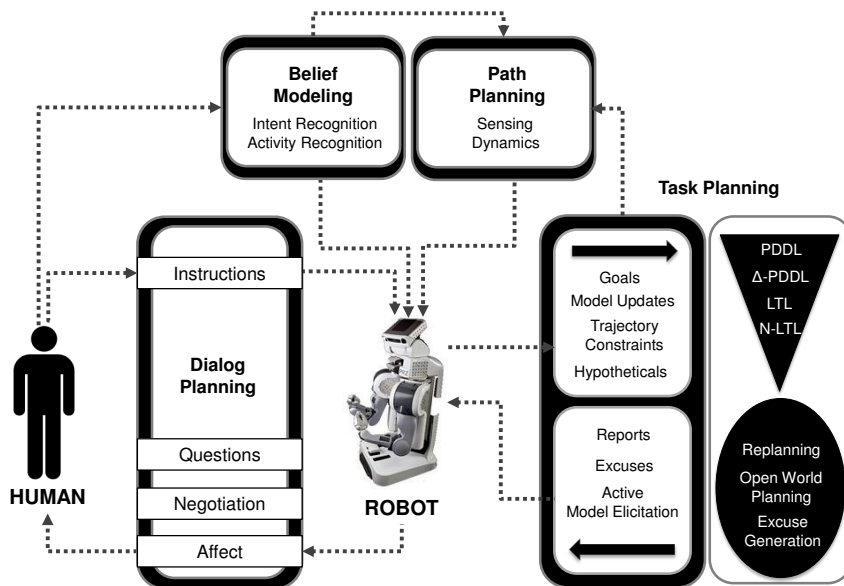 Belief
Modeling
Intent Recognition
Activity Recognition
Path
Planning
Sensing
Dynamics
Task Planning
Instructions
Dialog
Planning
Questions
Negotiation
Affect
HUMAN
ROBOT
Goals
Model Updates
Trajectory
Constraints
Hypotheticals
Reports
Excuses
Active
Model Elicitation
PDDL
Δ-PDDL
LTL
N-LTL
Replanning
Open World
Planning
Excuse
Generation